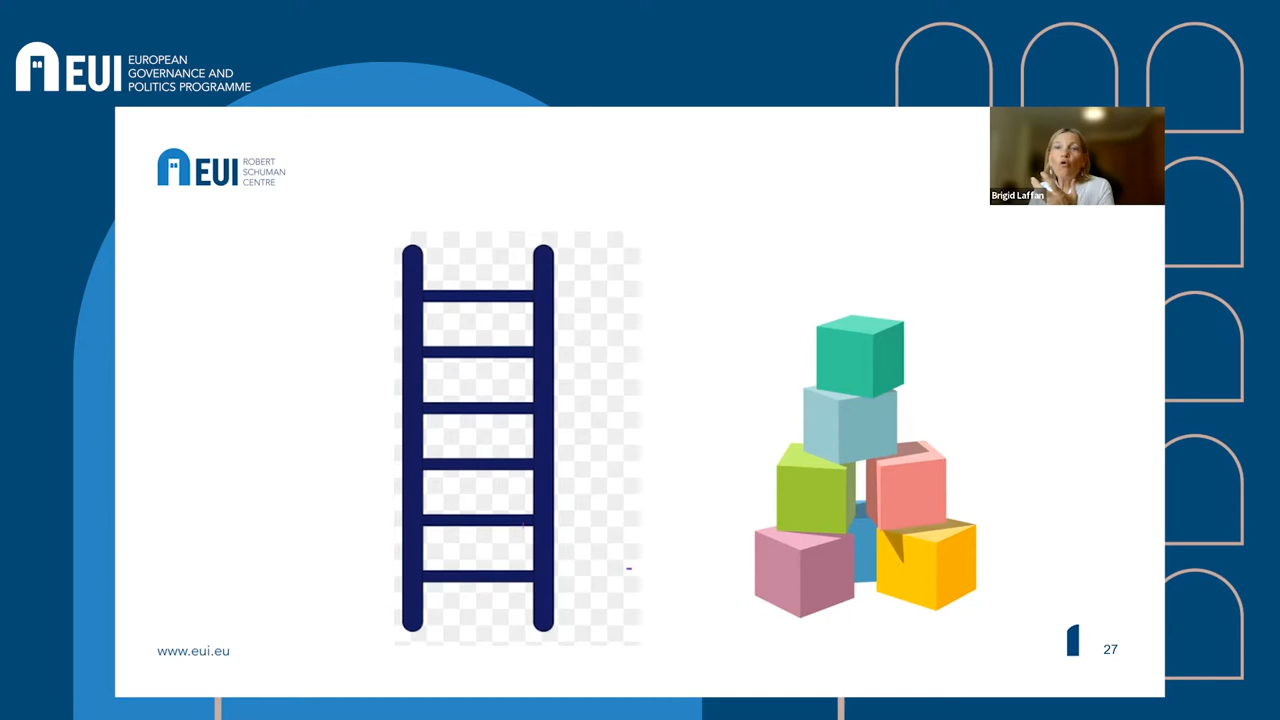 EUI
EUROPEAN
GOVERNANCE AND
POLITICS PROGRAMME
EUI
ROBERT
SCHUMAN
CENTRE
Brigid Laffan
www.eui.eu
27